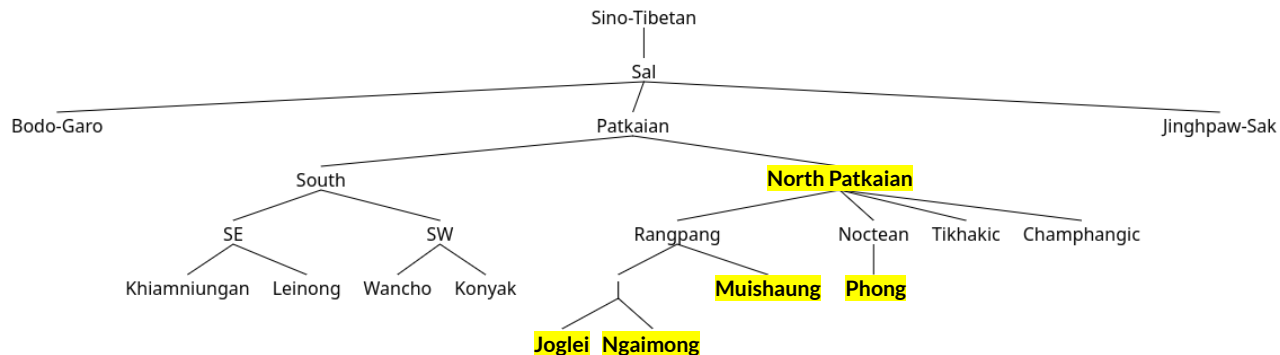 Sino-Tibetan
Sal
Bodo-Garo Patkaian Jinghpaw-Sak
South North Patkaian
SE SW Rangpang Noctean Tikhakic Champhangic
Khiamniungan Leinong Wancho Konyak Muishaung Phong
Joglei Ngaimong